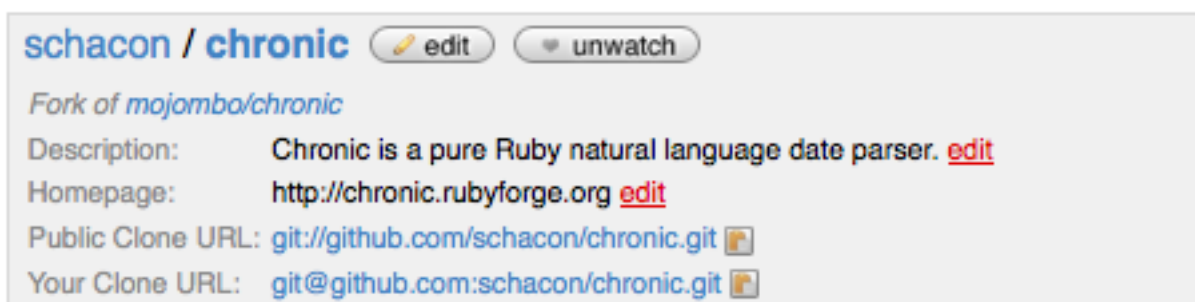 schacon / chronic edit unwatch
Fork of mojombo/chronic
Description: Chronic is a pure Ruby natural language date parser. edit
Homepage: http://chronic.rubyforge.org edit
Public Clone URL: git://github.com/schacon/chronic.git
Your Clone URL: git@github.com:schacon/chronic.git